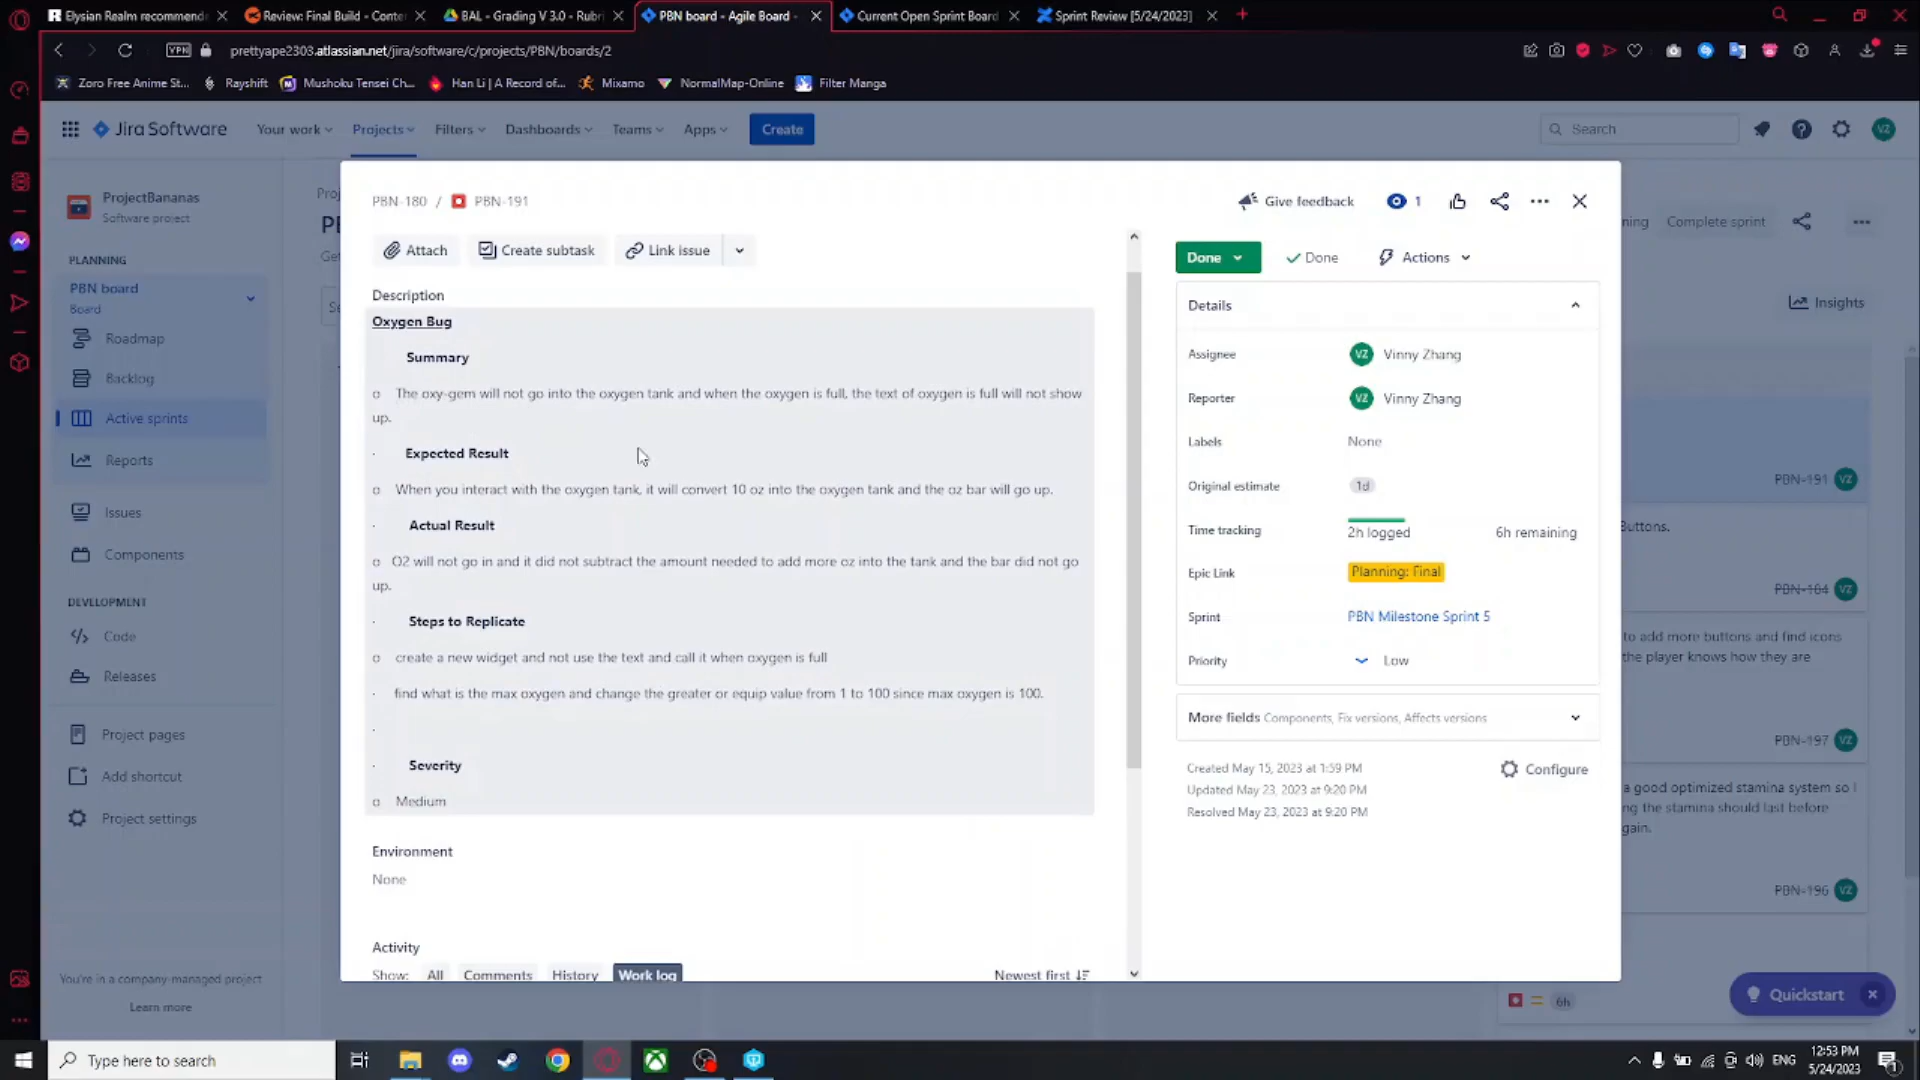 Elysian Realm recommend
Review: Final Build - Conte
BAL - Grading V 3.0 - Rubri
PBN board - Agile Board -
Current Open Sprint Board
Sprint Review [5/24/2023]
VPN
prettyape2303.atlassian.net/jira/software/c/projects/PBN/boards/2
Zoro Free Anime St...
Rayshift
Mushoku Tensei Ch...
Han Li | A Record of...
Mixamo
NormalMap-Online
Filter Manga
Jira Software
Your work
Projects
Filters
Dashboards
Teams
Apps
Create
Search
VZ
ProjectBananas
Software project
PLANNING
PBN board
Board
Roadmap
Backlog
Active sprints
Reports
Issues
Components
DEVELOPMENT
Code
Releases
Project pages
Add shortcut
Project settings
You're in a company-managed project
Learn more
Proj
PBN-180 / PBN-191
Give feedback
1
Attach
Create subtask
Link issue
Description
Oxygen Bug
Summary
o The oxy-gem will not go into the oxygen tank and when the oxygen is full, the text of oxygen is full will not show
up.
· Expected Result
o When you interact with the oxygen tank, it will convert 10 oz into the oxygen tank and the oz bar will go up.
· Actual Result
o O2 will not go in and it did not subtract the amount needed to add more oz into the tank and the bar did not go
up.
· Steps to Replicate
o create a new widget and not use the text and call it when oxygen is full
· find what is the max oxygen and change the greater or equip value from 1 to 100 since max oxygen is 100.
·
· Severity
o Medium
Environment
None
Activity
Show: All Comments History Work log
Newest first
Done
Done
Actions
Details
Assignee
VZ Vinny Zhang
Reporter
VZ Vinny Zhang
Labels
None
Original estimate
1d
Time tracking
2h logged
6h remaining
Epic Link
Planning: Final
Sprint
PBN Milestone Sprint 5
Priority
Low
More fields Components, Fix versions, Affects versions
Created May 15, 2023 at 1:59 PM
Updated May 23, 2023 at 9:20 PM
Resolved May 23, 2023 at 9:20 PM
Configure
Complete sprint
Insights
PBN-191 VZ
Buttons.
PBN-184 VZ
to add more buttons and find icons
the player knows how they are
PBN-197 VZ
a good optimized stamina system so I
ng the stamina should last before
gain.
PBN-196 VZ
6h
Quickstart
Type here to search
ENG
12:53 PM
5/24/2023
1